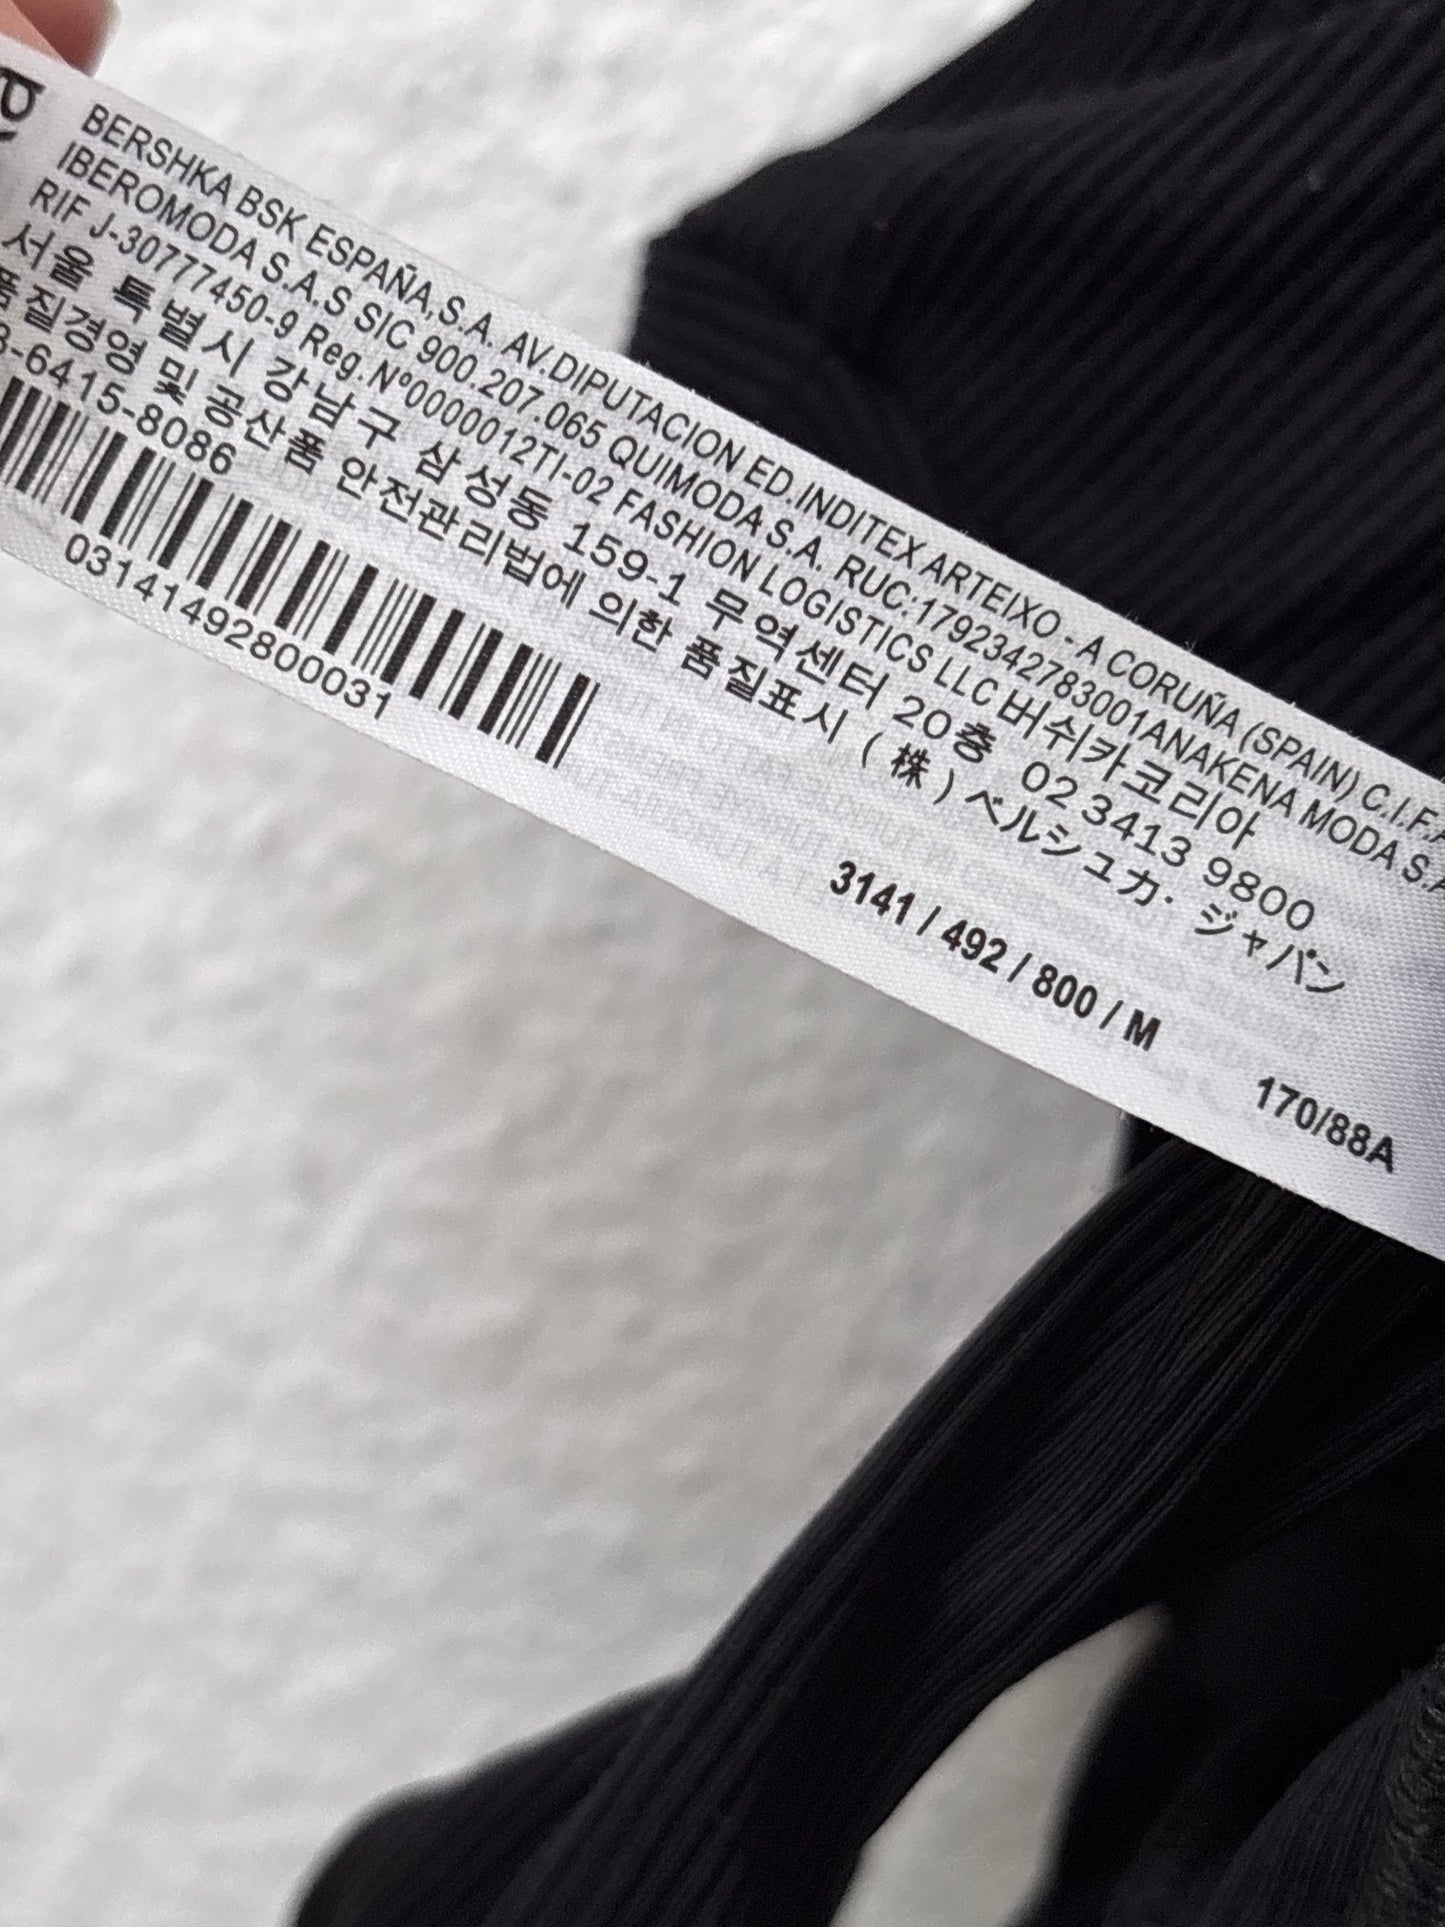 BERSHKA BSK ESPAÑA,S.A. AV.DIPUTACION ED.INDITEX ARTEIXO - A CORUÑA (SPAIN) C.I.F.
IBEROMODA S.A.S SIC 900.207.065 QUIMODA S.A. RUC:1792342783001ANAKENA MODA S.A
RIF J-30777450-9 Reg.Nº0000012TI-02 FASHION LOGISTICS LLC 버쉬카코리아
서울 특별시 강남구 삼성동 159-1 무역센터 20층 02 3413 9800
품질경영 및 공산품 안전관리법에 의한 품질표시 (株) ベルシュカ・ジャパン
3-6415-8086
03141492800031
3141 / 492 / 800 / M
170/88A